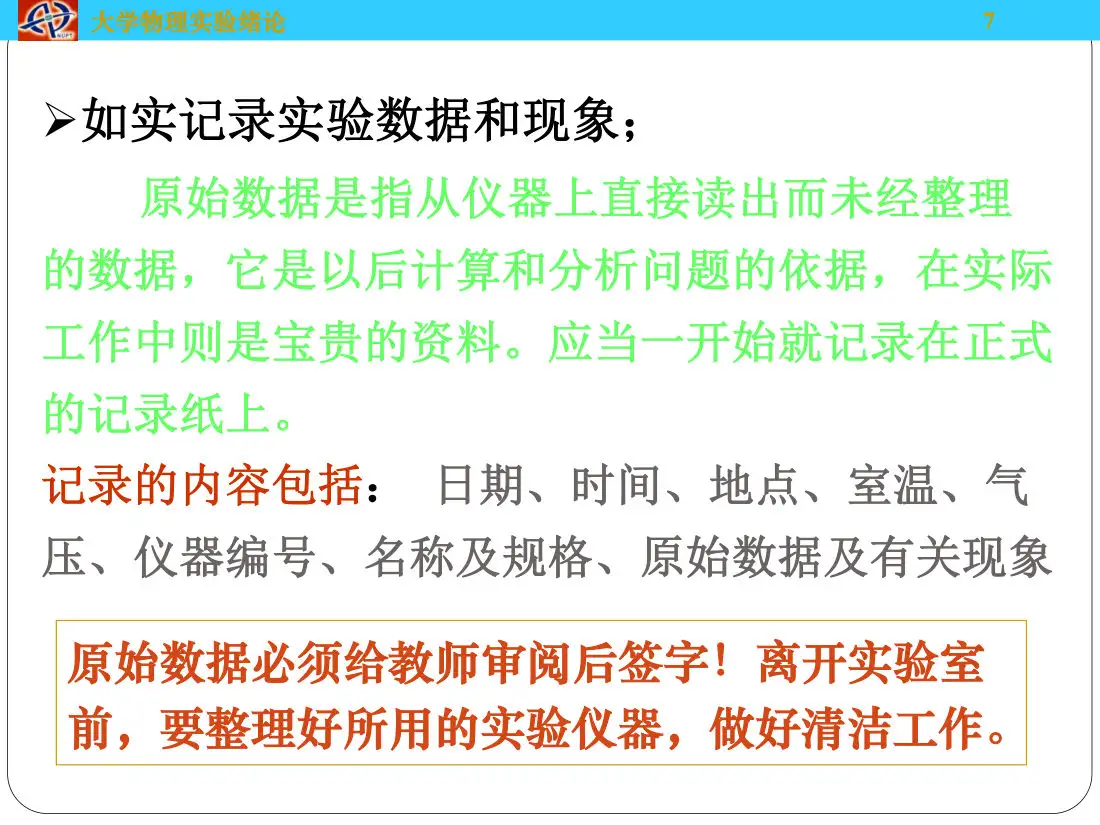 NUPT
大学物理实验绪论
7
➢如实记录实验数据和现象；
原始数据是指从仪器上直接读出而未经整理
的数据，它是以后计算和分析问题的依据，在实际
工作中则是宝贵的资料。应当一开始就记录在正式
的记录纸上。
记录的内容包括： 日期、时间、地点、室温、气
压、仪器编号、名称及规格、原始数据及有关现象
原始数据必须给教师审阅后签字！离开实验室
前，要整理好所用的实验仪器，做好清洁工作。